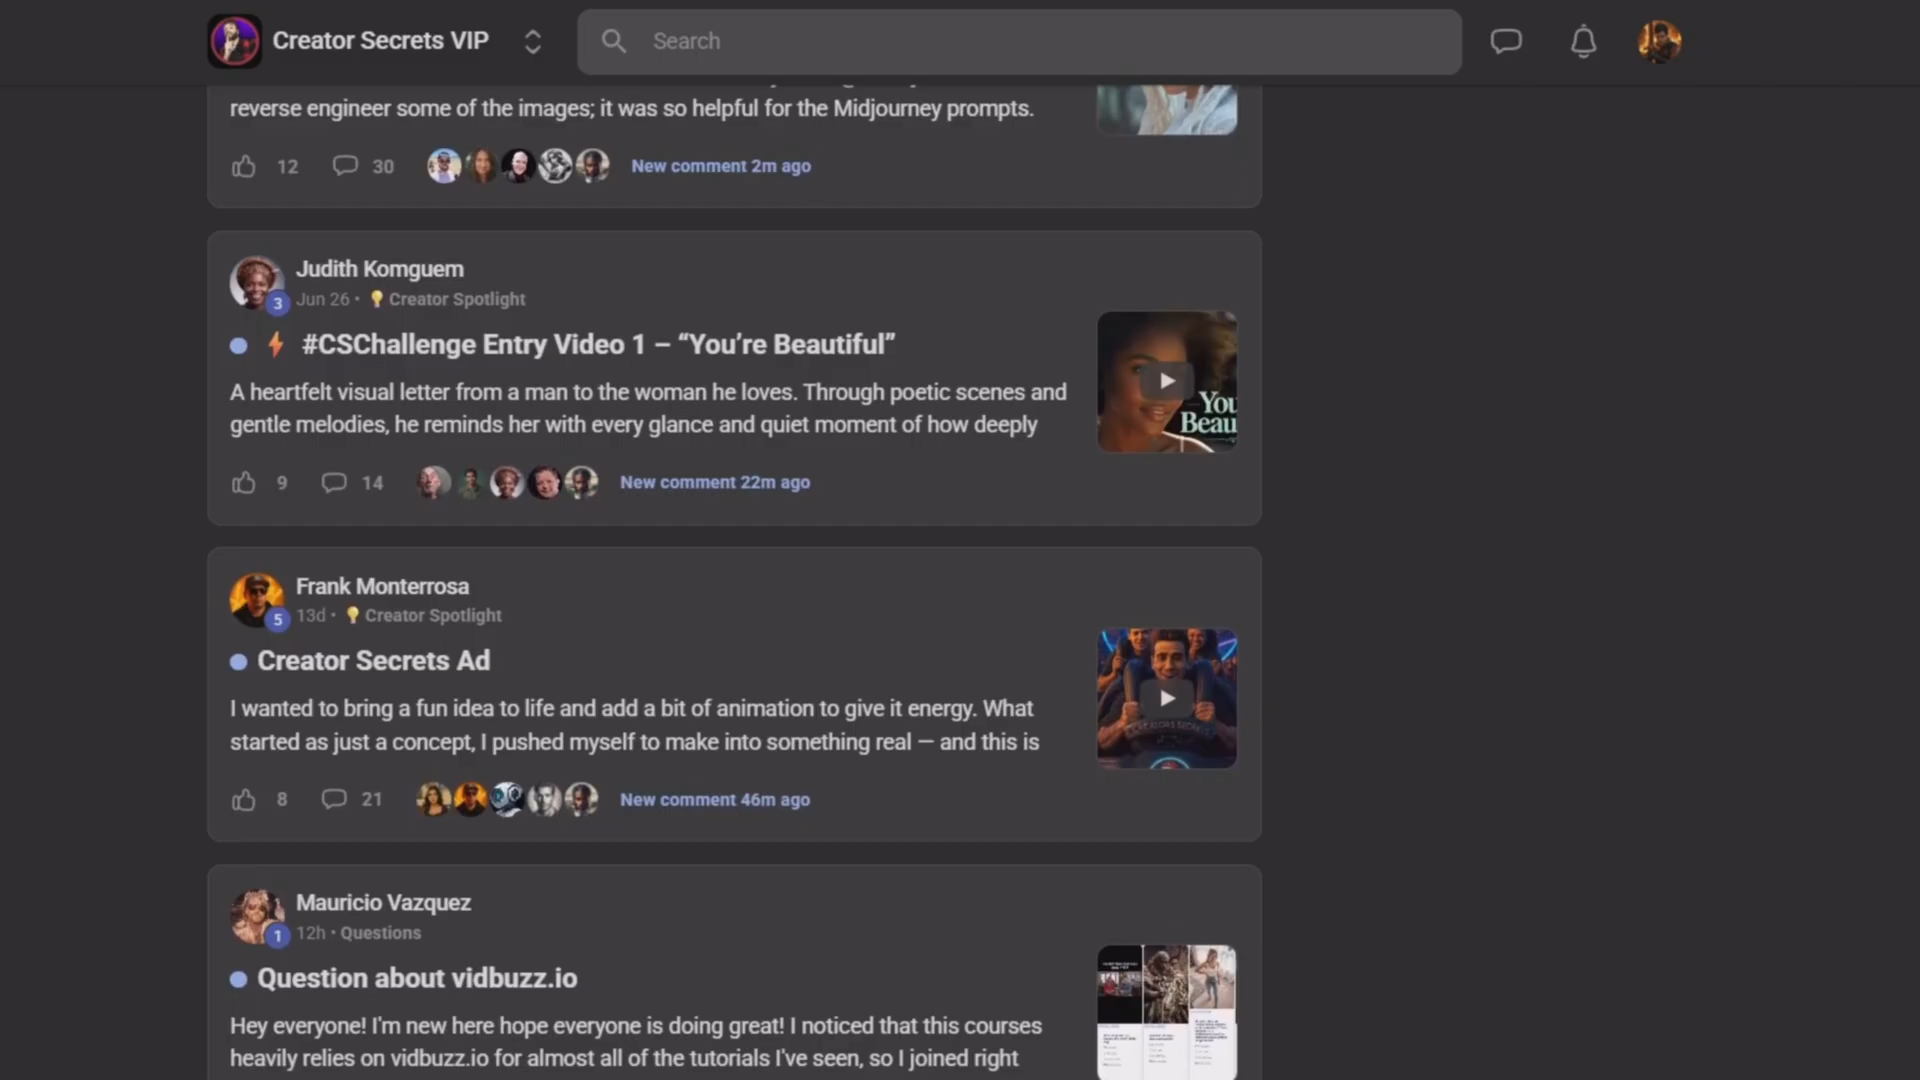 Creator Secrets VIP
Search
reverse engineer some of the images; it was so helpful for the Midjourney prompts.
12 30 New comment 2m ago
Judith Komguem
3 Jun 26 • Creator Spotlight
#CSChallenge Entry Video 1 – “You’re Beautiful”
A heartfelt visual letter from a man to the woman he loves. Through poetic scenes and
gentle melodies, he reminds her with every glance and quiet moment of how deeply
You
Beau
9 14 New comment 22m ago
Frank Monterrosa
5 13d • Creator Spotlight
Creator Secrets Ad
I wanted to bring a fun idea to life and add a bit of animation to give it energy. What
started as just a concept, I pushed myself to make into something real — and this is
8 21 New comment 46m ago
Mauricio Vazquez
1 12h • Questions
Question about vidbuzz.io
Hey everyone! I'm new here hope everyone is doing great! I noticed that this courses
heavily relies on vidbuzz.io for almost all of the tutorials I've seen, so I joined right